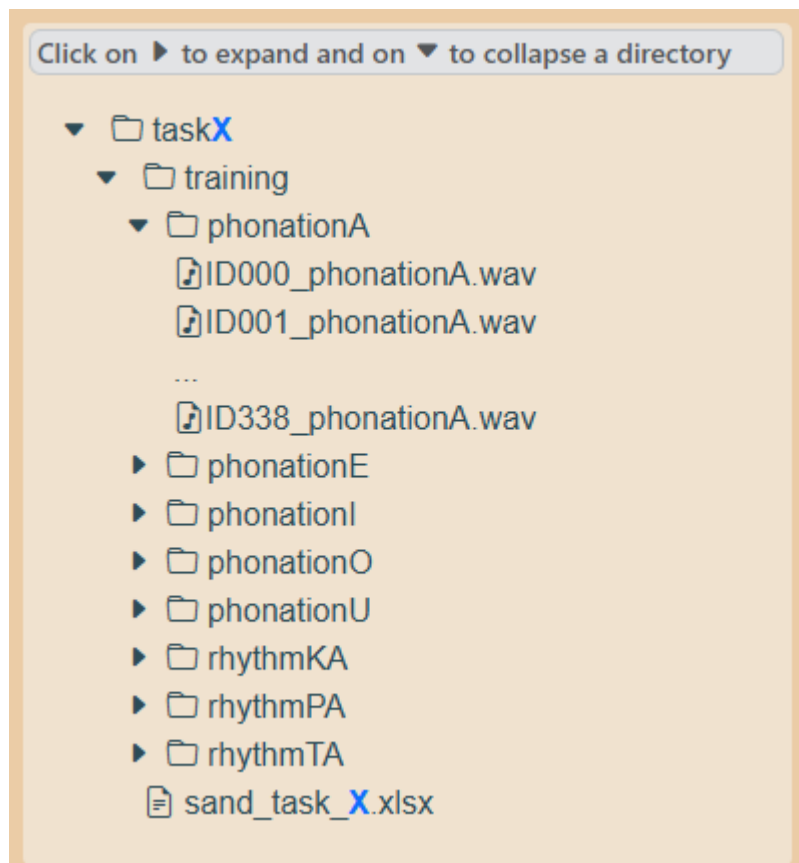 Click on ▶ to expand and on ▼ to collapse a directory
taskX
training
phonationA
ID000_phonationA.wav
ID001_phonationA.wav
...
ID338_phonationA.wav
phonationE
phonationI
phonationO
phonationU
rhythmKA
rhythmPA
rhythmTA
sand_task_X.xlsx